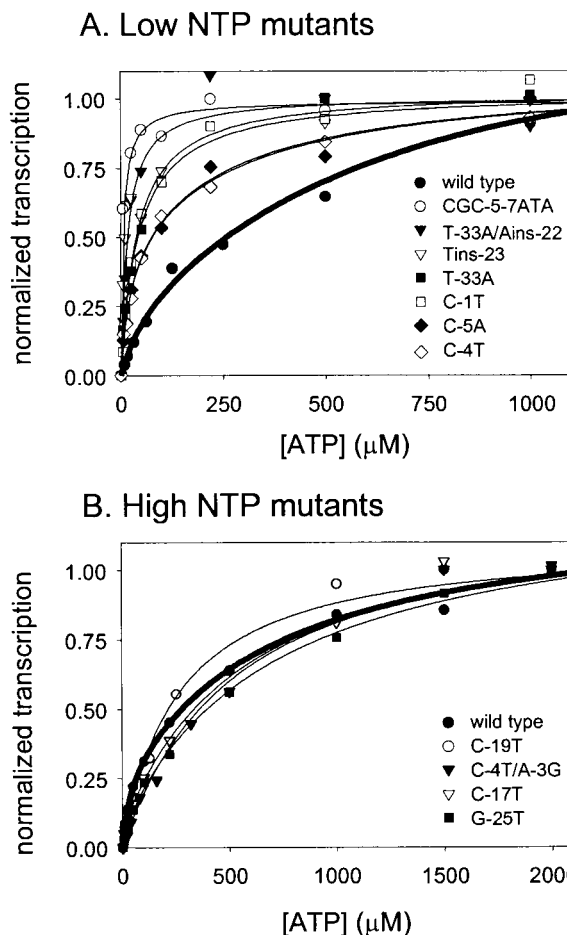 A. Low NTP mutants
normalized transcription
1.00
0.75
0.50
0.25
0.00
wild type
CGC-5-7ATA
T-33A/Ains-22
Tins-23
T-33A
C-1T
C-5A
C-4T
0 250 500 750 1000
[ATP] (μM)
B. High NTP mutants
normalized transcription
1.00
0.75
0.50
0.25
0.00
wild type
C-19T
C-4T/A-3G
C-17T
G-25T
0 500 1000 1500 2000
[ATP] (μM)